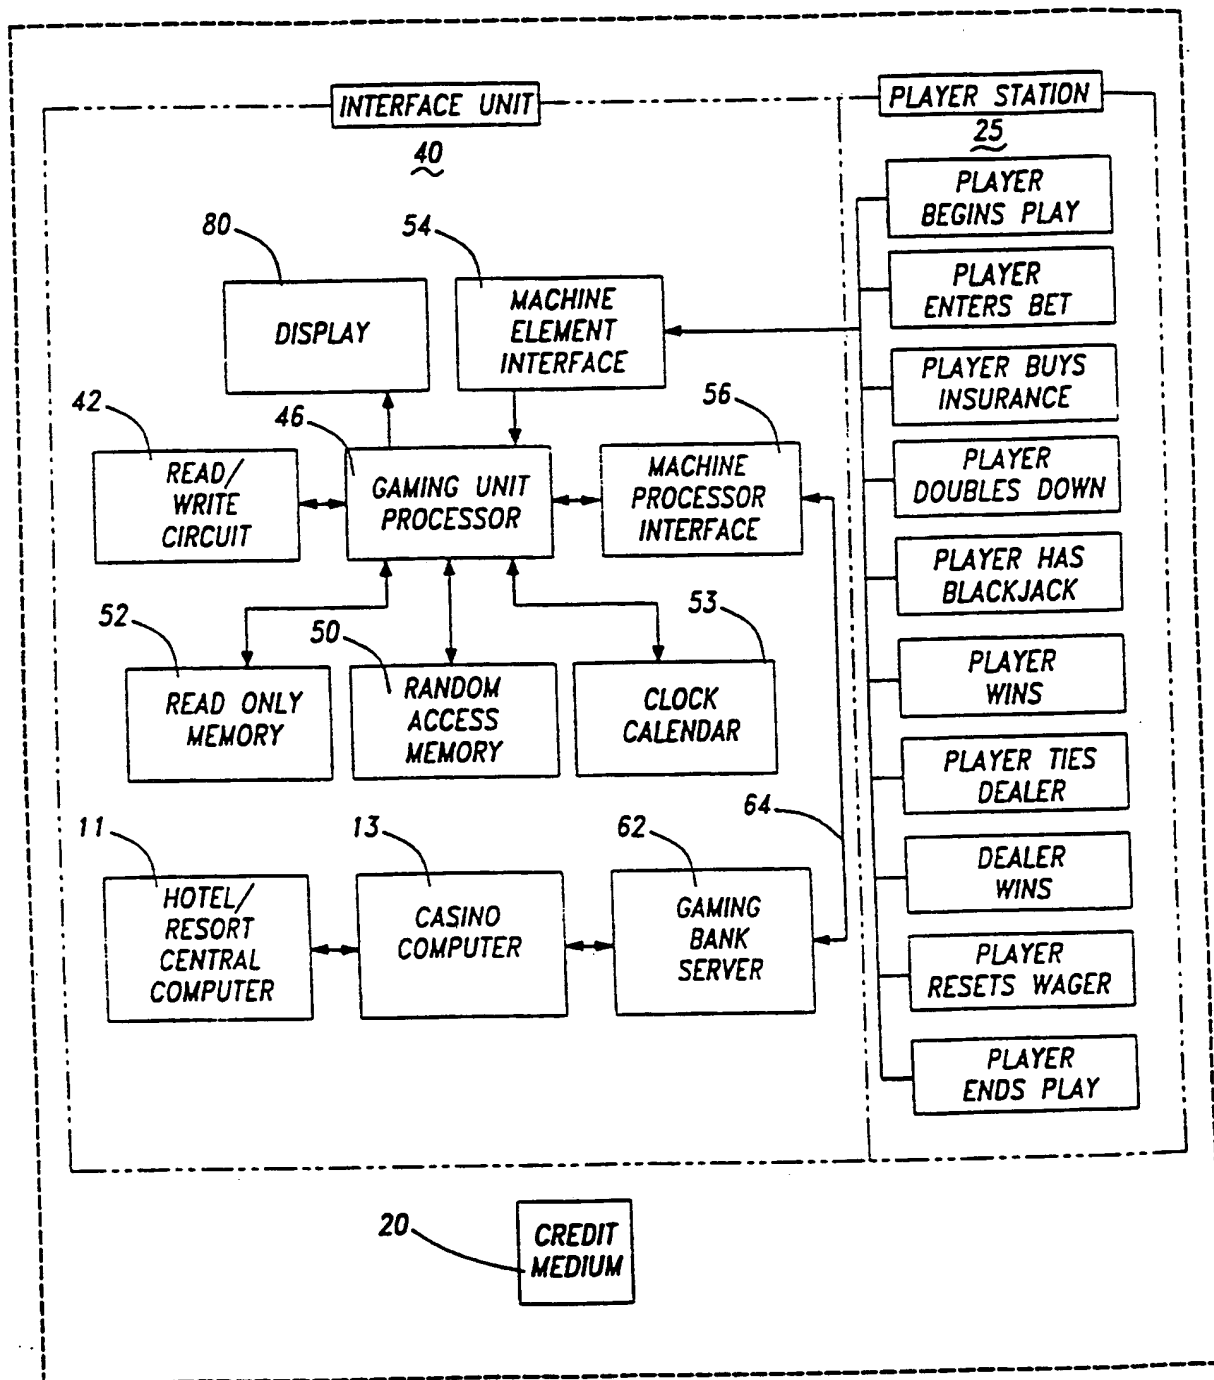 INTERFACE UNIT
40
PLAYER STATION
25
80
DISPLAY
54
MACHINE
ELEMENT
INTERFACE
42
READ/
WRITE
CIRCUIT
46
GAMING UNIT
PROCESSOR
56
MACHINE
PROCESSOR
INTERFACE
52
READ ONLY
MEMORY
50
RANDOM
ACCESS
MEMORY
53
CLOCK
CALENDAR
11
HOTEL/
RESORT
CENTRAL
COMPUTER
13
CASINO
COMPUTER
62
GAMING
BANK
SERVER
64
PLAYER
BEGINS PLAY
PLAYER
ENTERS BET
PLAYER BUYS
INSURANCE
PLAYER
DOUBLES DOWN
PLAYER HAS
BLACKJACK
PLAYER
WINS
PLAYER TIES
DEALER
DEALER
WINS
PLAYER
RESETS WAGER
PLAYER
ENDS PLAY
20
CREDIT
MEDIUM